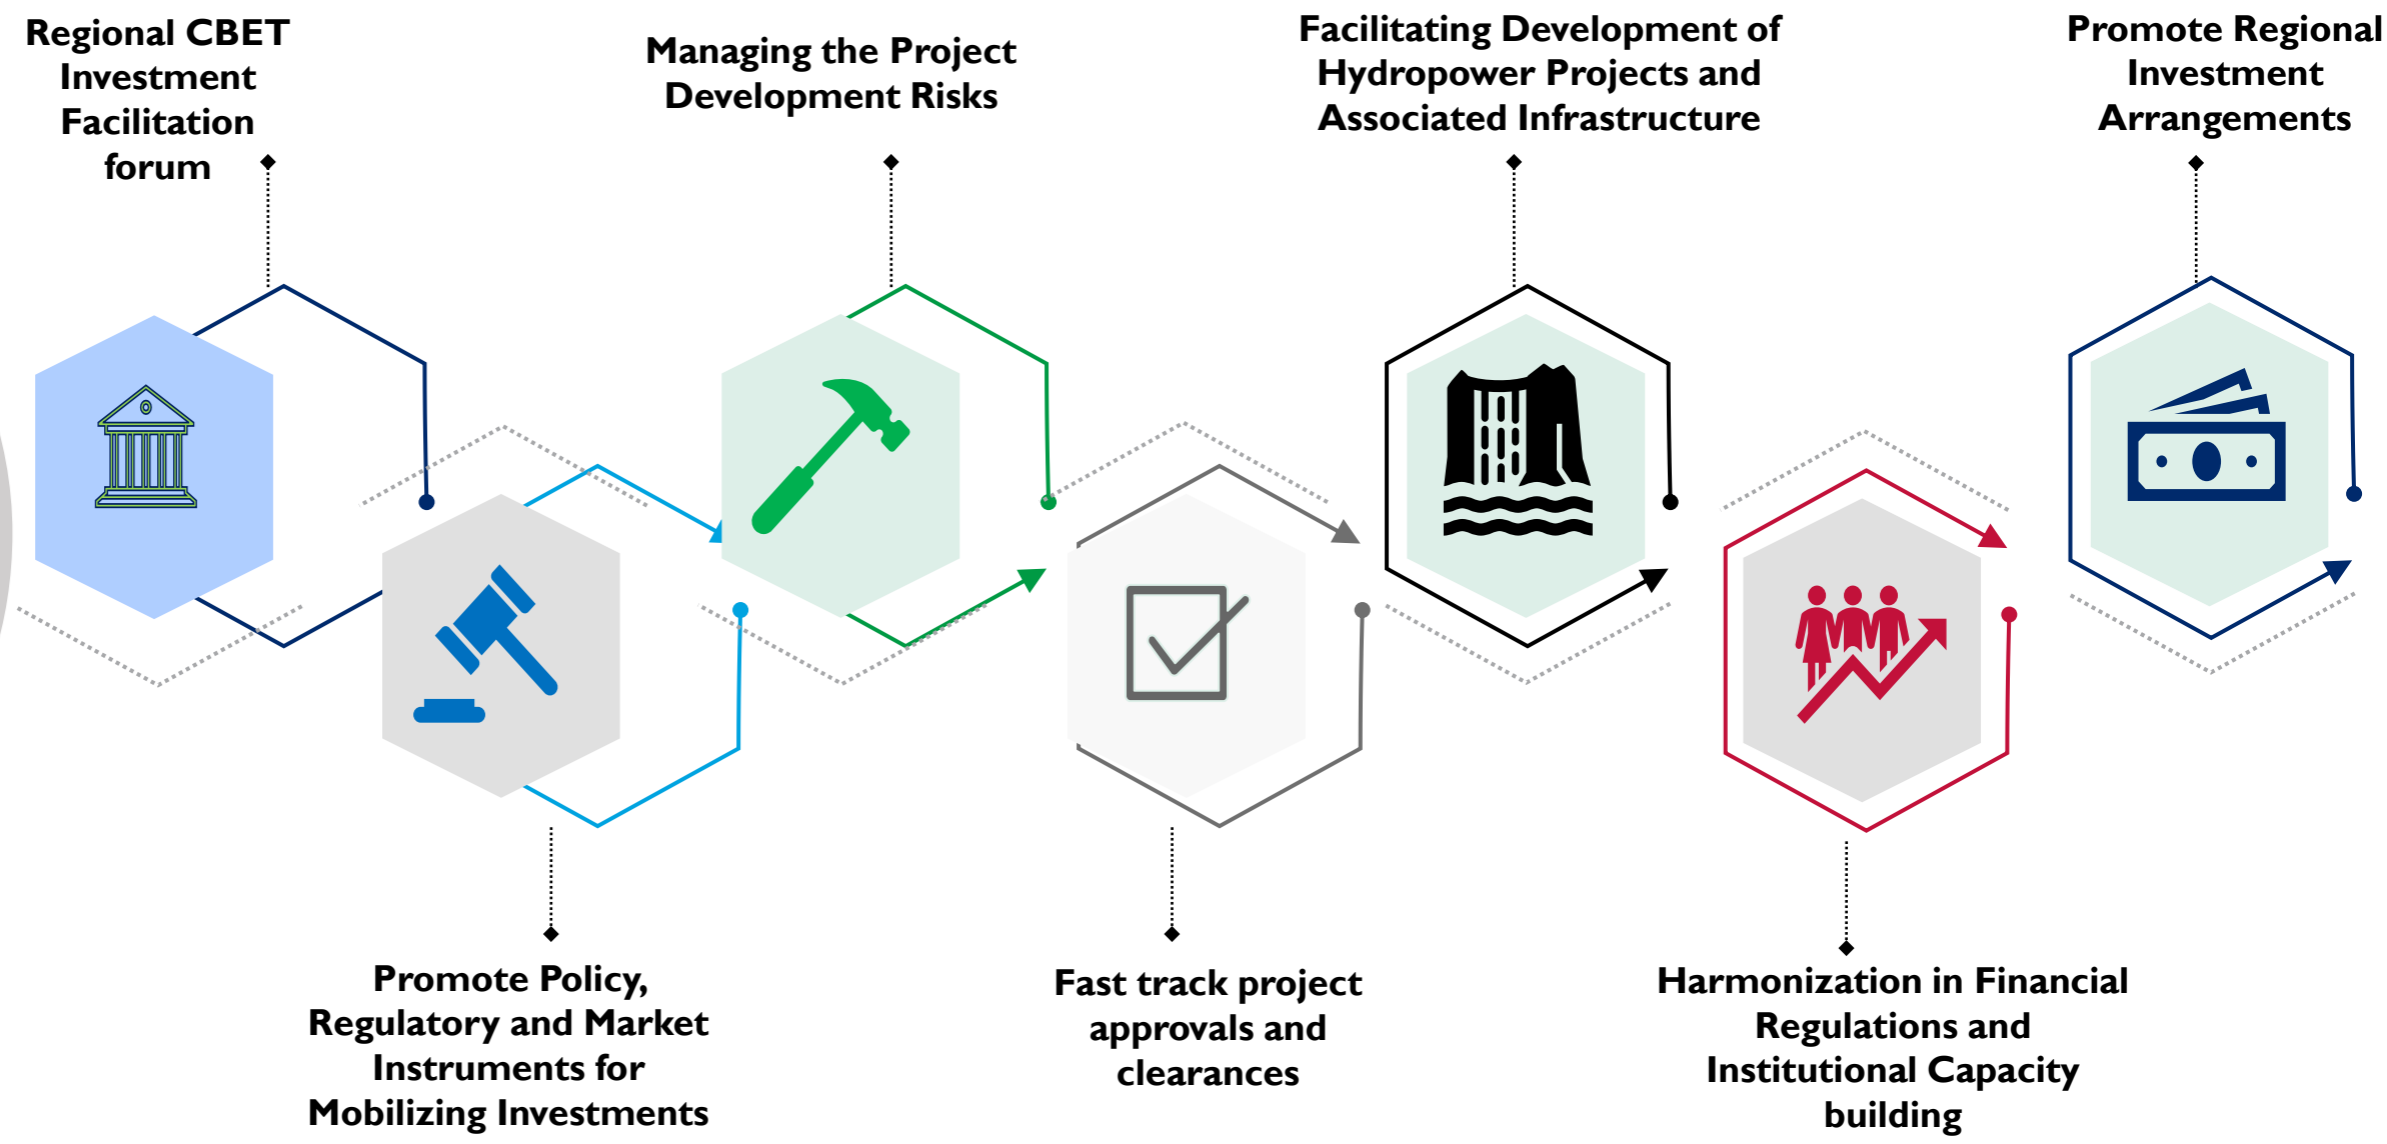 Regional CBET
Investment
Facilitation
forum
Promote Policy,
Regulatory and Market
Instruments for
Mobilizing Investments
Managing the Project
Development Risks
Fast track project
approvals and
clearances
Facilitating Development of
Hydropower Projects and
Associated Infrastructure
Harmonization in Financial
Regulations and
Institutional Capacity
building
Promote Regional
Investment
Arrangements